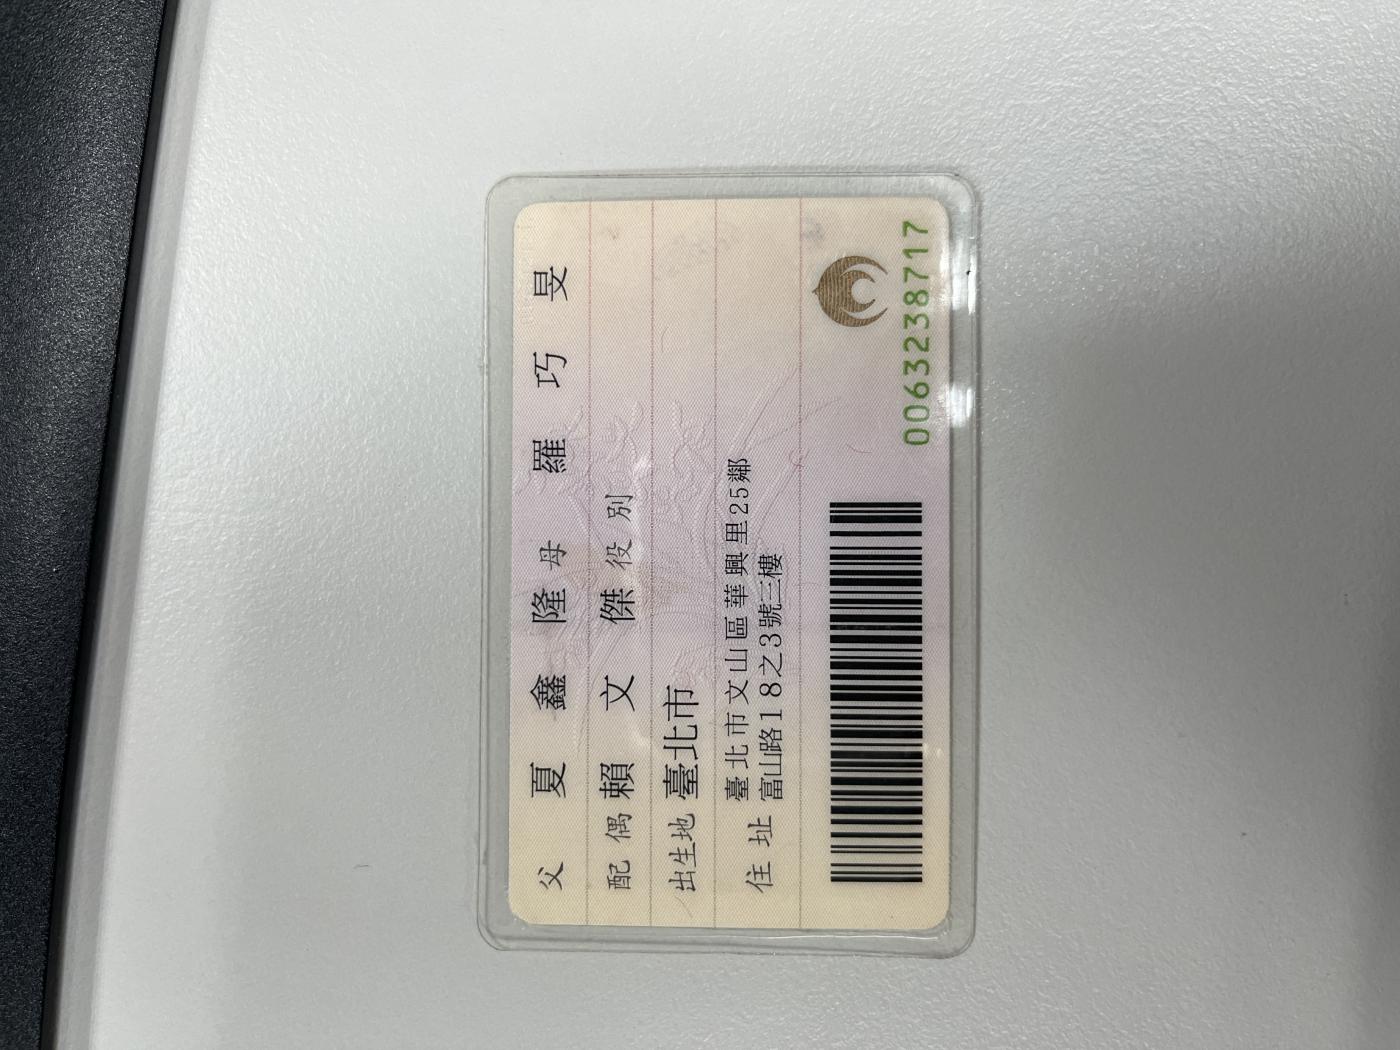 父 夏鑫隆 母 羅巧旻
配偶 賴文傑 役別
出生地 臺北市
住址 臺北市文山區華興里25鄰
富山路18之3號三樓
0063238717